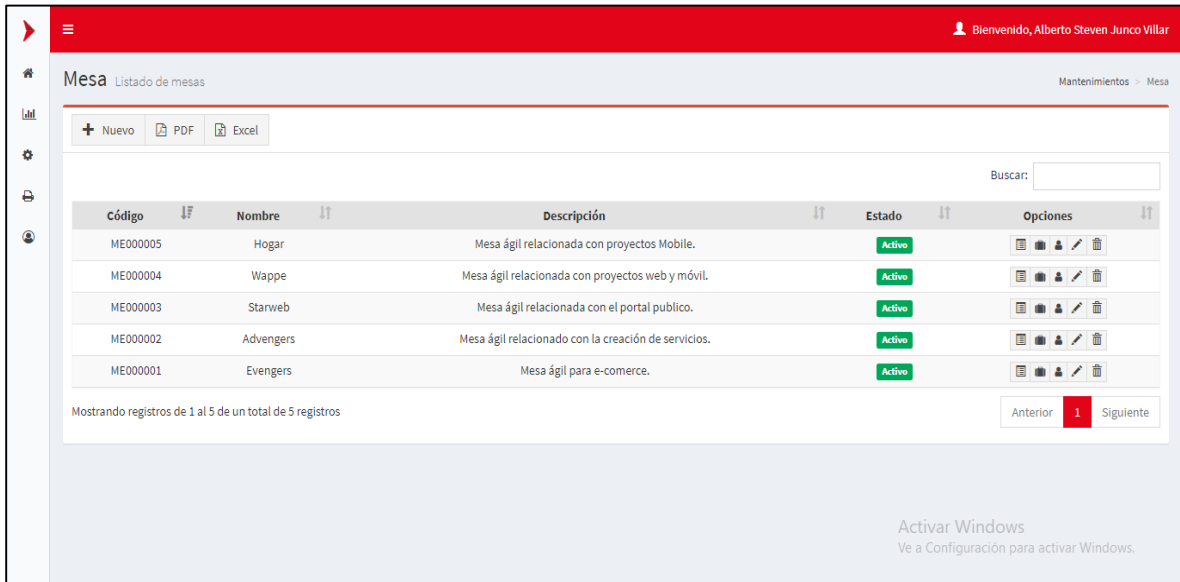 Bienvenido, Alberto Steven Junco Villar
Mesa Listado de mesas
Mantenimientos > Mesa
Nuevo PDF Excel
Buscar:
Código Nombre Descripción Estado Opciones
ME000005 Hogar Mesa ágil relacionada con proyectos Mobile. Activo
ME000004 Wappe Mesa ágil relacionada con proyectos web y móvil. Activo
ME000003 Starweb Mesa ágil relacionada con el portal publico. Activo
ME000002 Advengers Mesa ágil relacionado con la creación de servicios. Activo
ME000001 Evengers Mesa ágil para e-comerce. Activo
Mostrando registros de 1 al 5 de un total de 5 registros
Anterior 1 Siguiente
Activar Windows
Ve a Configuración para activar Windows.